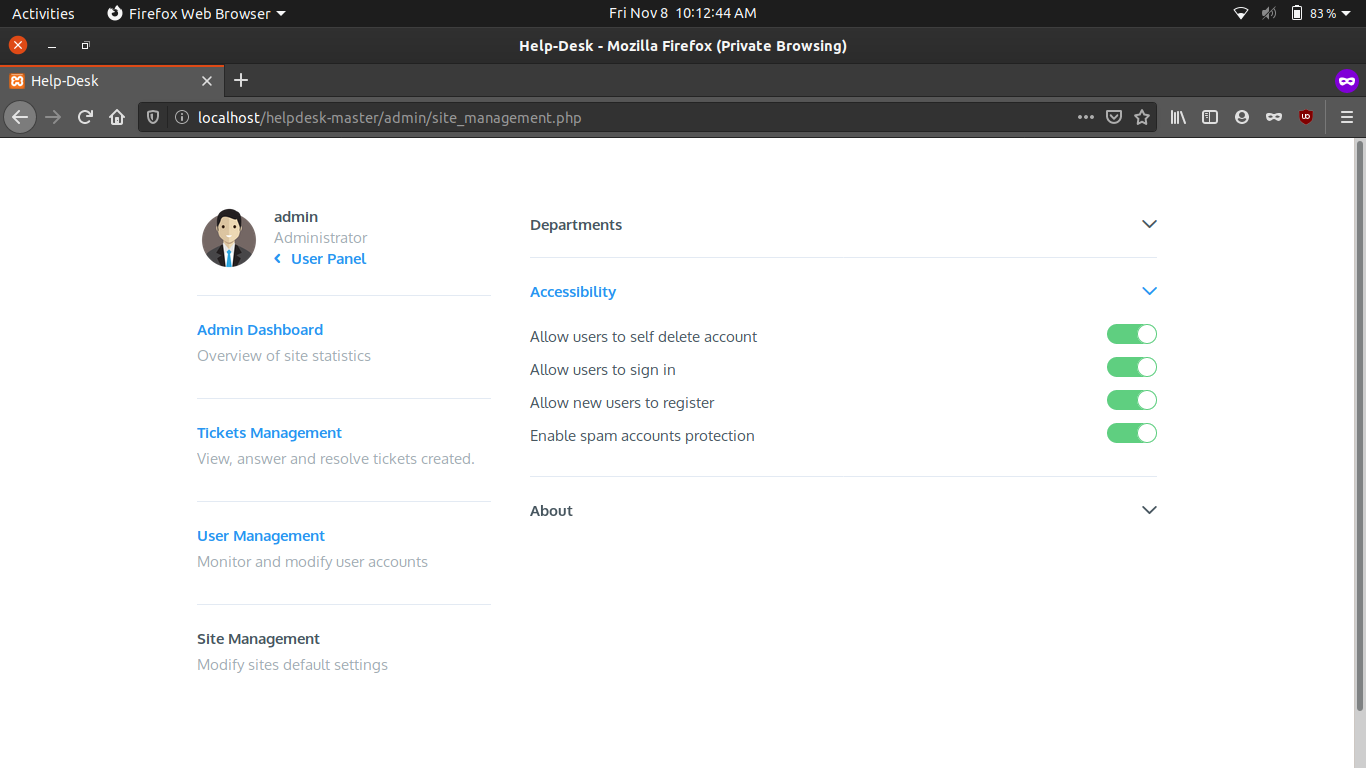 Activities
Firefox Web Browser
Fri Nov 8 10:12:44 AM
83 %
Help-Desk - Mozilla Firefox (Private Browsing)
Help-Desk
localhost/helpdesk-master/admin/site_management.php
admin
Administrator
User Panel
Admin Dashboard
Overview of site statistics
Tickets Management
View, answer and resolve tickets created.
User Management
Monitor and modify user accounts
Site Management
Modify sites default settings
Departments
Accessibility
Allow users to self delete account
Allow users to sign in
Allow new users to register
Enable spam accounts protection
About